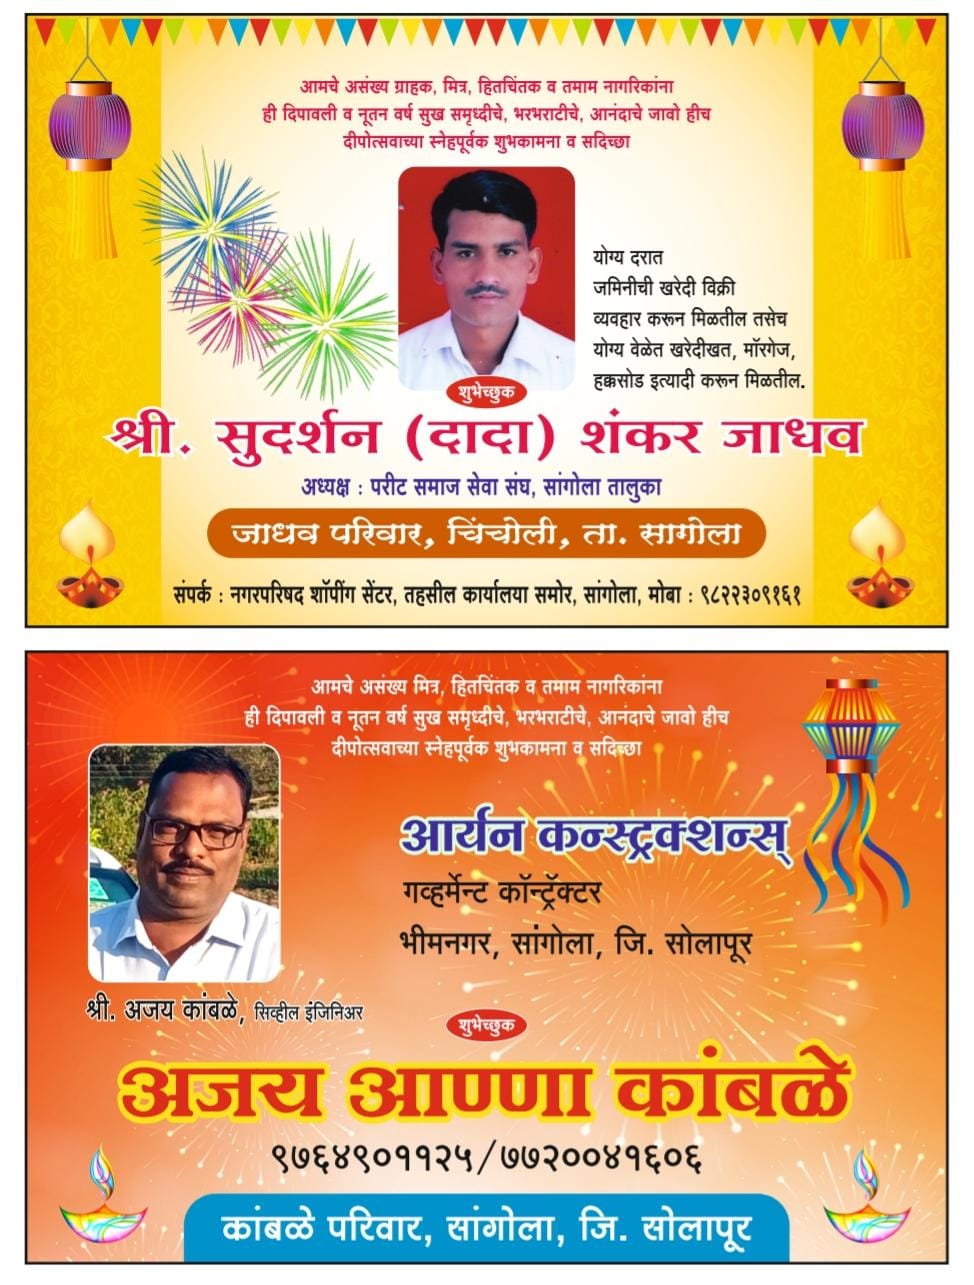 आमचे असंख्य ग्राहक, मित्र, हितचिंतक व तमाम नागरिकांना
ही दिपावली व नूतन वर्ष सुख समृध्दीचे, भरभराटीचे, आनंदाचे जावो हीच
दीपोत्सवाच्या स्नेहपूर्वक शुभकामना व सदिच्छा
योग्य दरात
जमिनीची खरेदी विक्री
व्यवहार करून मिळतील तसेच
योग्य वेळेत खरेदीखत, मॉरगेज,
हक्कसोड इत्यादी करून मिळतील.
शुभेच्छुक
श्री. सुदर्शन (दादा) शंकर जाधव
अध्यक्ष : परीट समाज सेवा संघ, सांगोला तालुका
जाधव परिवार, चिंचोली, ता. सागोला
संपर्क : नगरपरिषद शॉपींग सेंटर, तहसील कार्यालया समोर, सांगोला, मोबा : ९८२२३०९१६१
आमचे असंख्य मित्र, हितचिंतक व तमाम नागरिकांना
ही दिपावली व नूतन वर्ष सुख समृध्दीचे, भरभराटीचे, आनंदाचे जावो हीच
दीपोत्सवाच्या स्नेहपूर्वक शुभकामना व सदिच्छा
आर्यन कन्स्ट्रक्शन्स्
गव्हर्मेन्ट कॉन्ट्रॅक्टर
भीमनगर, सांगोला, जि. सोलापूर
श्री. अजय कांबळे, सिव्हील इंजिनिअर
शुभेच्छुक
अजय आण्णा कांबळे
९७६४९०११२५/७७२००४१६०६
कांबळे परिवार, सांगोला, जि. सोलापूर